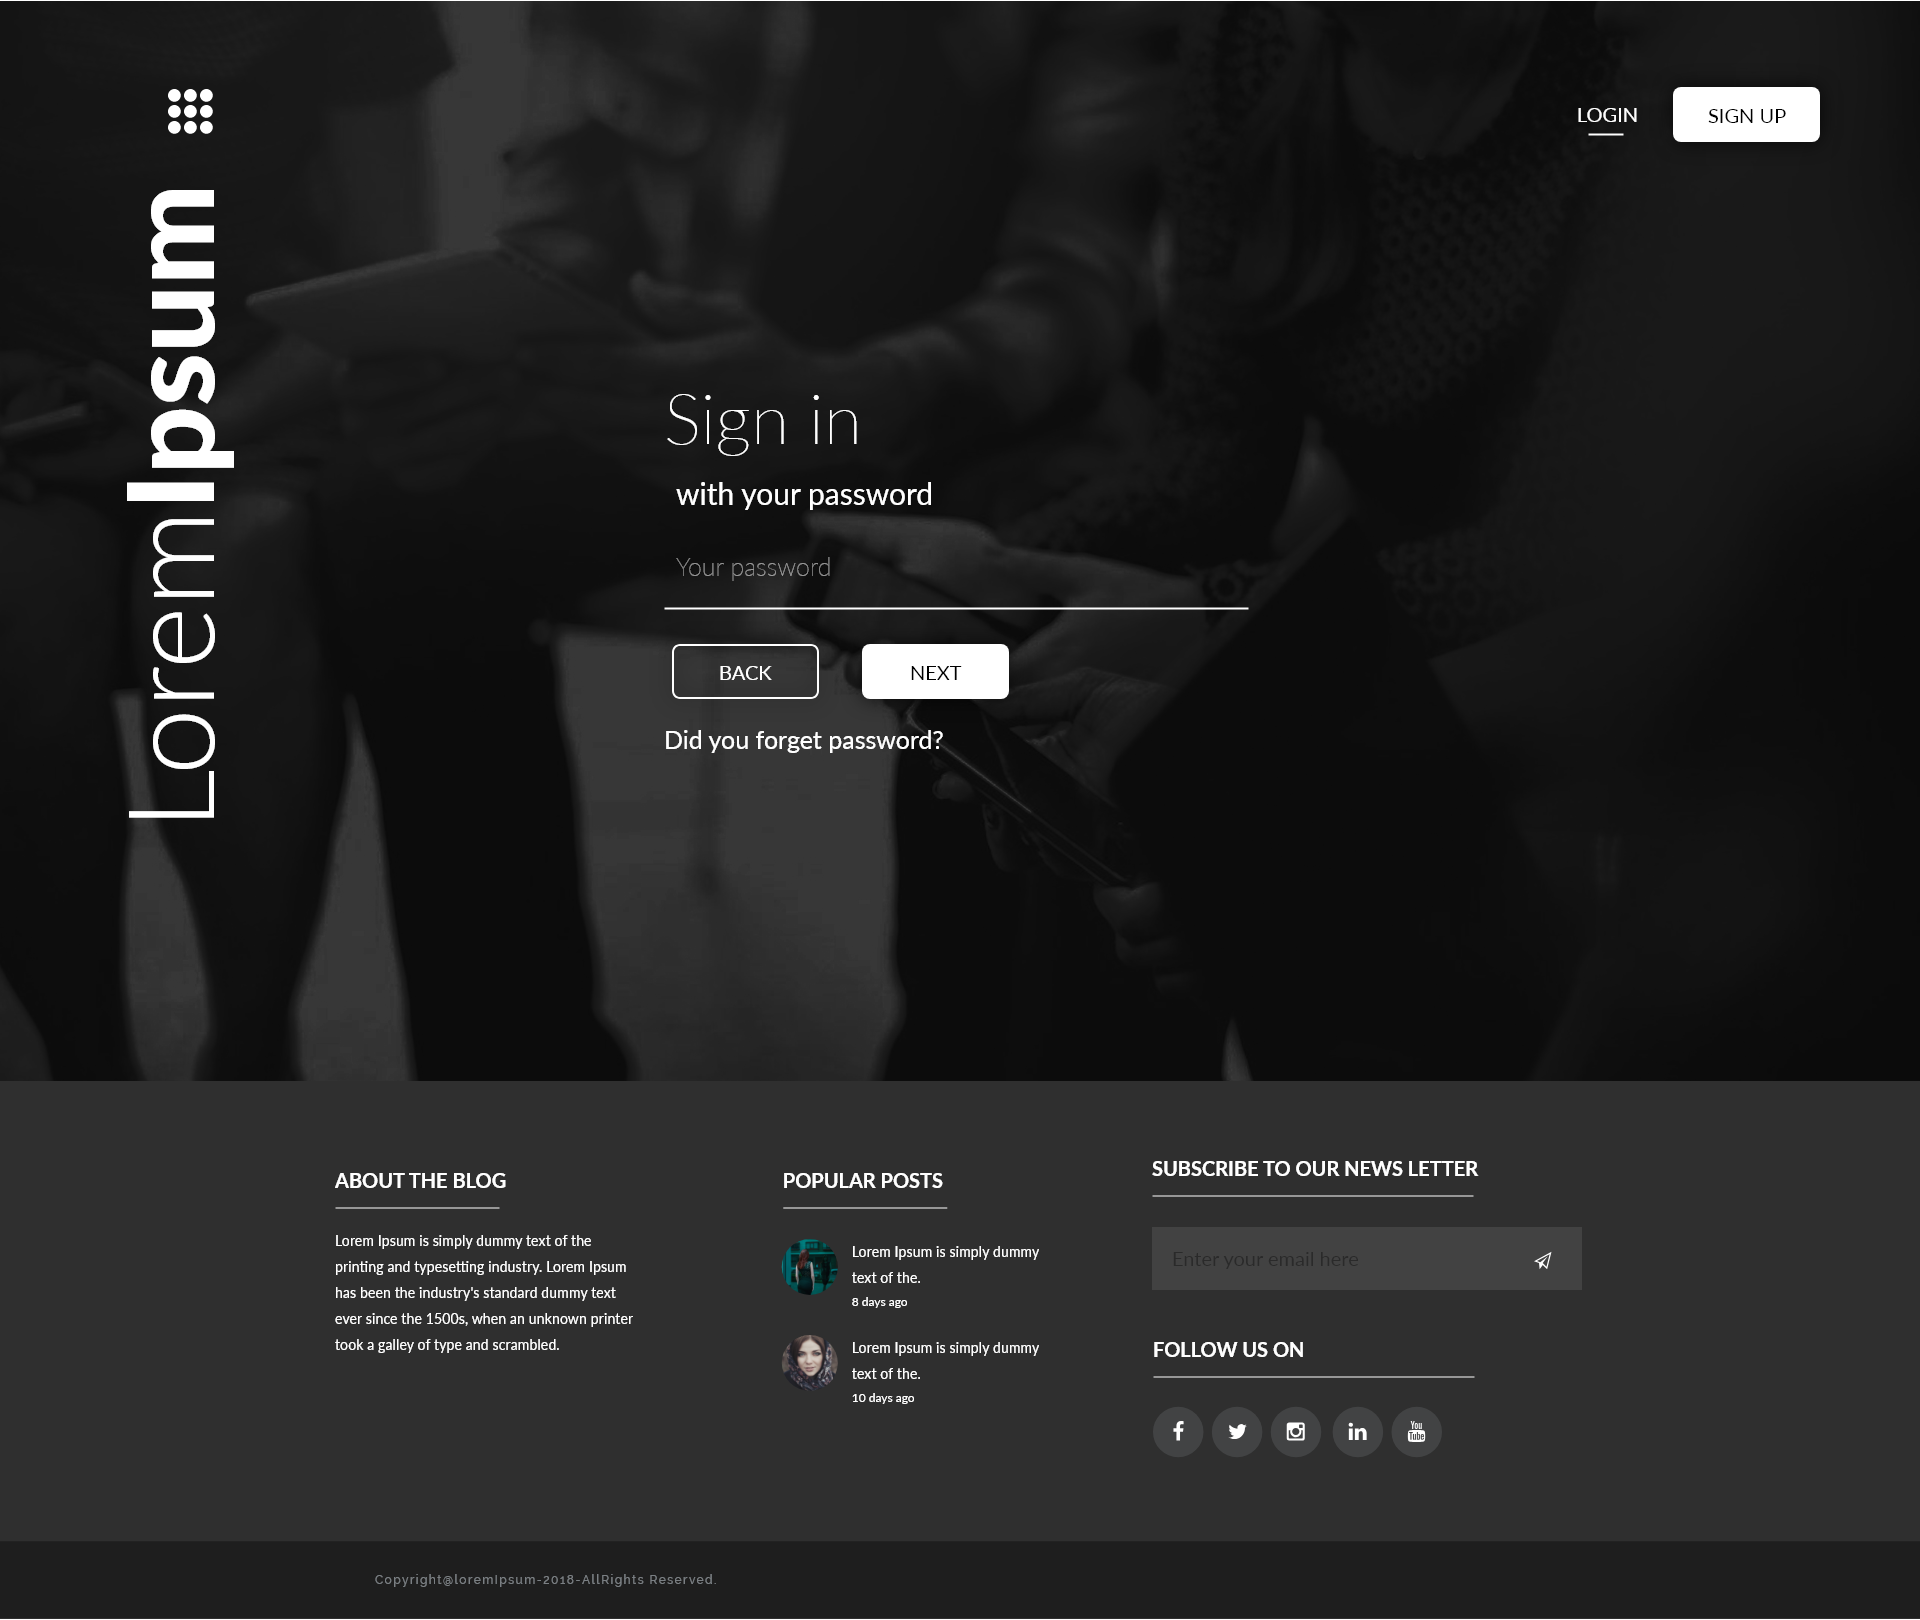 LOGIN
SIGN UP
LoremIpsum
Sign in
with your password
Your password
BACK
NEXT
Did you forget password?
ABOUT THE BLOG
Lorem Ipsum is simply dummy text of the
printing and typesetting industry. Lorem Ipsum
has been the industry's standard dummy text
ever since the 1500s, when an unknown printer
took a galley of type and scrambled.
POPULAR POSTS
Lorem Ipsum is simply dummy
text of the.
8 days ago
Lorem Ipsum is simply dummy
text of the.
10 days ago
SUBSCRIBE TO OUR NEWS LETTER
Enter your email here
FOLLOW US ON
You
Tube
Copyright@loremIpsum-2018-AllRights Reserved.